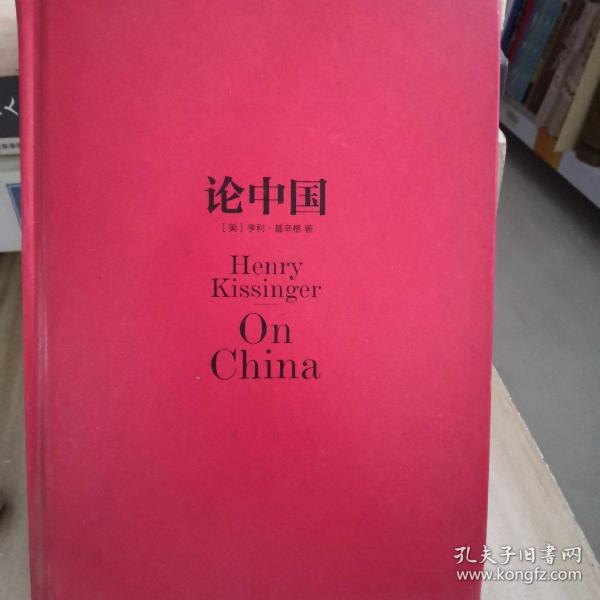 论中国
[美]亨利·基辛格 著
Henry
Kissinger
On
China
人
孔夫子旧书网
www.kongfz.com